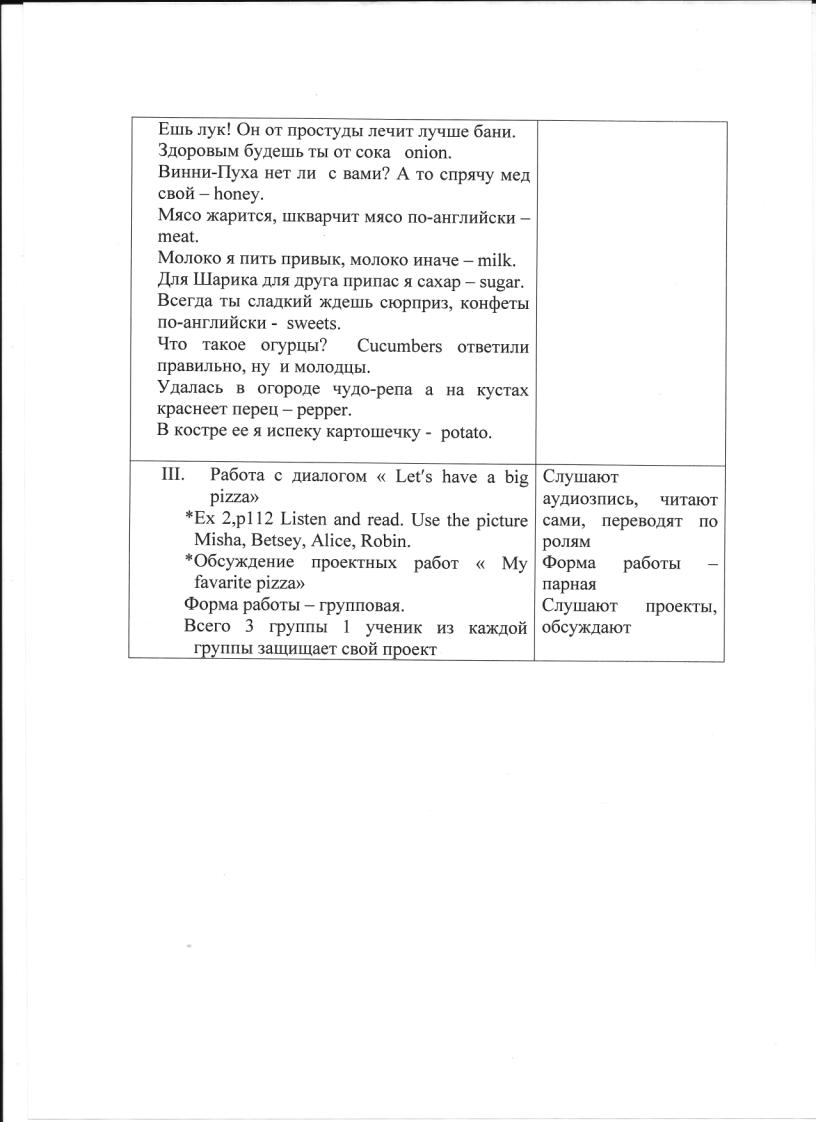 Ешь лук! Он от простуды лечит лучше бани.
Здоровым будешь ты от сока onion.
Винни-Пуха нет ли с вами? А то спрячу мед
свой – honey.
Мясо жарится, шкварчит мясо по-английски –
meat.
Молоко я пить привык, молоко иначе – milk.
Для Шарика для друга припас я сахар – sugar.
Всегда ты сладкий ждешь сюрприз, конфеты
по-английски - sweets.
Что такое огурцы? Cucumbers ответили
правильно, ну и молодцы.
Удалась в огороде чудо-репа а на кустах
краснеет перец – pepper.
В костре ее я испеку картошечку - potato.
III. Работа с диалогом « Let's have a big
pizza»
*Ex 2,p112 Listen and read. Use the picture
Misha, Betsey, Alice, Robin.
*Обсуждение проектных работ « My
favarite pizza»
Форма работы – групповая.
Всего 3 группы 1 ученик из каждой
группы защищает свой проект
Слушают
аудиозпись, читают
сами, переводят по
ролям
Форма работы –
парная
Слушают проекты,
обсуждают